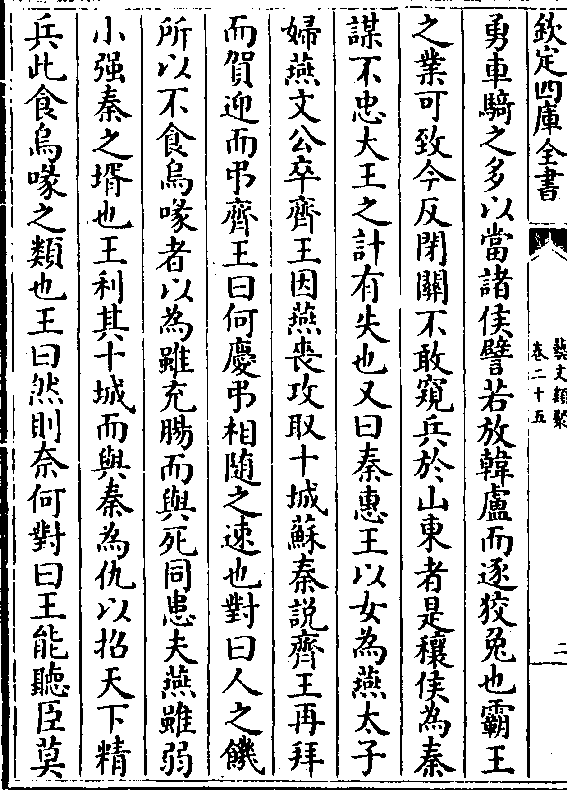 欽定四庫全書
藝文類聚
卷二十五
二
勇車騎之多以當諸侯譬若放韓盧而逐狡兔也霸王
之業可致今反閉關不敢窺兵於山東者是穰侯為秦
謀不忠大王之計有失也又曰秦惠王以女為燕太子
婦燕文公卒齊王因燕喪攻取十城蘇秦説齊王再拜
而賀迎而弔齊王曰何慶弔相随之速也對曰人之饑
所以不食烏喙者以為雖充腸而與死同患夫燕雖弱
小强秦之壻也王利其十城而與秦為仇以招天下精
兵此食烏喙之類也王曰然則奈何對曰王能聽臣莫